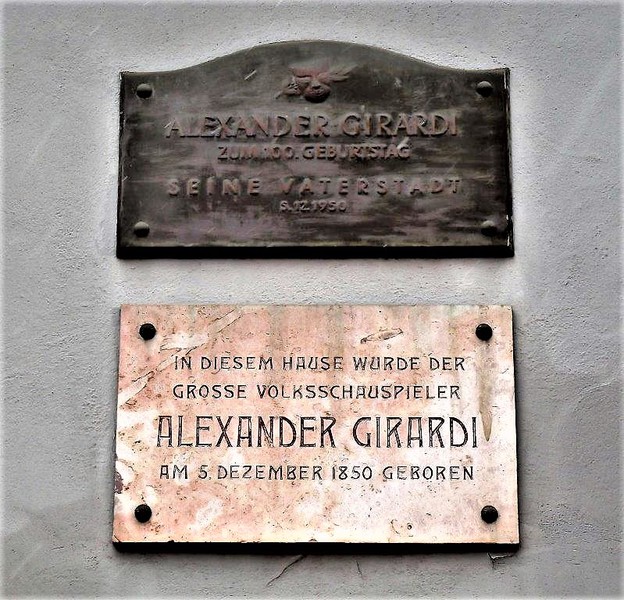 ALEXANDER GIRARDI
ZUM 100. GEBURTSTAG
SEINE VATERSTADT
5.12.1950
IN DIESEM HAUSE WURDE DER
GROSSE VOLKSSCHAUSPIELER
ALEXANDER GIRARDI
AM 5. DEZEMBER 1850 GEBOREN